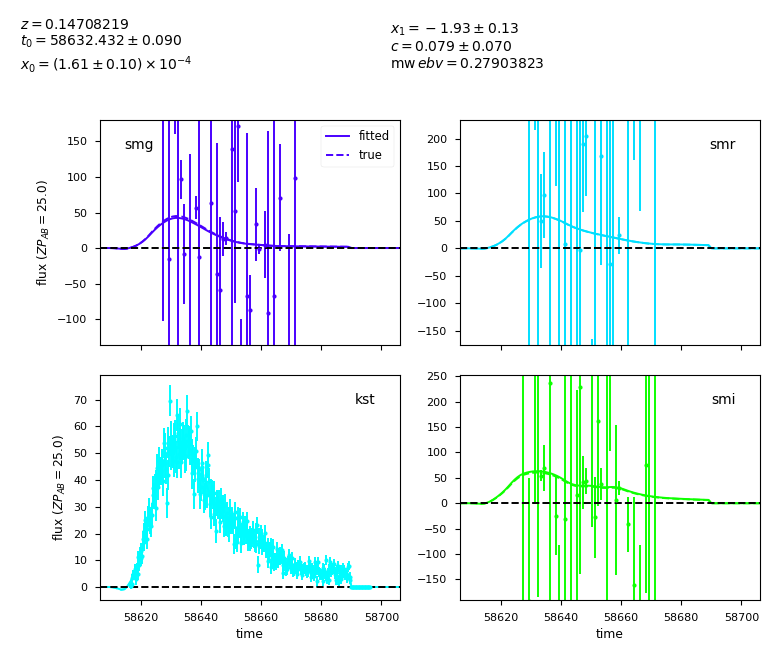 z = 0.14708219
t₀ = 58632.432 ± 0.090
x₀ = (1.61 ± 0.10) × 10⁻⁴
x₁ = −1.93 ± 0.13
c = 0.079 ± 0.070
mw ebv = 0.27903823
smg
fitted
true
150
100
50
0
−50
−100
flux (ZP_AB = 25.0)
smr
200
150
100
50
0
−50
−100
−150
kst
70
60
50
40
30
20
10
0
flux (ZP_AB = 25.0)
58620 58640 58660 58680 58700
time
smi
250
200
150
100
50
0
−50
−100
−150
58620 58640 58660 58680 58700
time